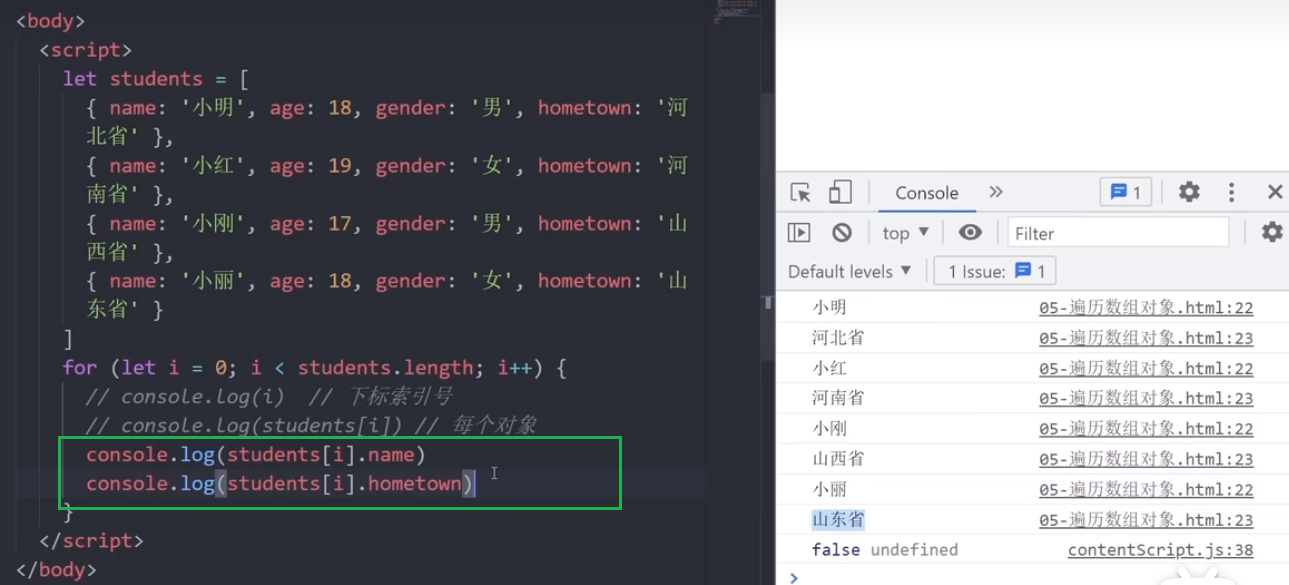 <body>
<script>
let students = [
{ name: '小明', age: 18, gender: '男', hometown: '河
北省' },
{ name: '小红', age: 19, gender: '女', hometown: '河
南省' },
{ name: '小刚', age: 17, gender: '男', hometown: '山
西省' },
{ name: '小丽', age: 18, gender: '女', hometown: '山
东省' }
]
for (let i = 0; i < students.length; i++) {
// console.log(i)  // 下标索引号
// console.log(students[i]) // 每个对象
console.log(students[i].name)
console.log(students[i].hometown)
}
</script>
</body>
Console » 1
top ▼ Filter
Default levels ▼ 1 Issue: 1
小明 05-遍历数组对象.html:22
河北省 05-遍历数组对象.html:23
小红 05-遍历数组对象.html:22
河南省 05-遍历数组对象.html:23
小刚 05-遍历数组对象.html:22
山西省 05-遍历数组对象.html:23
小丽 05-遍历数组对象.html:22
山东省 05-遍历数组对象.html:23
false undefined contentScript.js:38